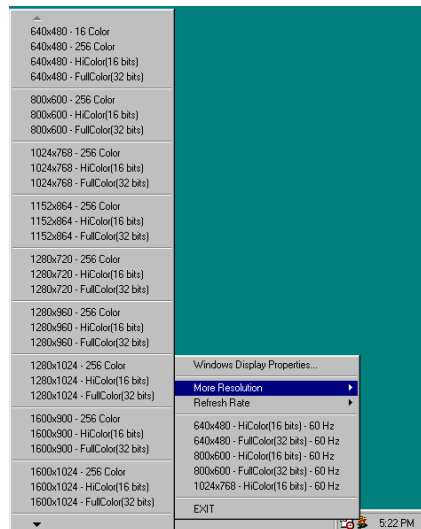 640x480 - 16 Color
640x480 - 256 Color
640x480 - HiColor(16 bits)
640x480 - FullColor(32 bits)
800x600 - 256 Color
800x600 - HiColor(16 bits)
800x600 - FullColor(32 bits)
1024x768 - 256 Color
1024x768 - HiColor(16 bits)
1024x768 - FullColor(32 bits)
1152x864 - 256 Color
1152x864 - HiColor(16 bits)
1152x864 - FullColor(32 bits)
1280x720 - 256 Color
1280x720 - HiColor(16 bits)
1280x720 - FullColor(32 bits)
1280x960 - 256 Color
1280x960 - HiColor(16 bits)
1280x960 - FullColor(32 bits)
1280x1024 - 256 Color
1280x1024 - HiColor(16 bits)
1280x1024 - FullColor(32 bits)
1600x900 - 256 Color
1600x900 - HiColor(16 bits)
1600x900 - FullColor(32 bits)
1600x1024 - 256 Color
1600x1024 - HiColor(16 bits)
1600x1024 - FullColor(32 bits)
Windows Display Properties...
More Resolution
Refresh Rate
640x480 - HiColor(16 bits) - 60 Hz
640x480 - FullColor(32 bits) - 60 Hz
800x600 - HiColor(16 bits) - 60 Hz
800x600 - FullColor(32 bits) - 60 Hz
1024x768 - HiColor(16 bits) - 60 Hz
EXIT
5:22 PM